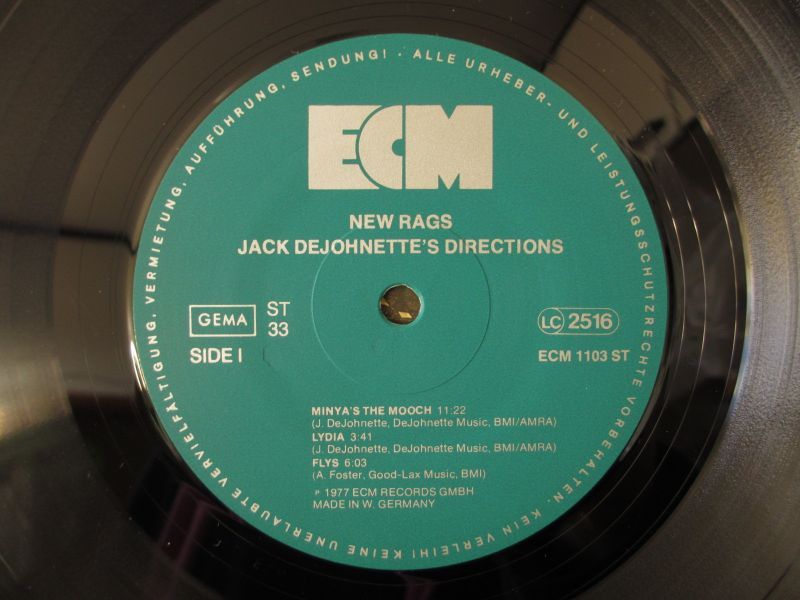 ECM
NEW RAGS
JACK DEJOHNETTE'S DIRECTIONS
GEMA
ST
33
SIDE I
LC 2516
ECM 1103 ST
MINYA'S THE MOOCH 11:22
(J. DeJohnette, DeJohnette Music, BMI/AMRA)
LYDIA 3:41
(J. DeJohnette, DeJohnette Music, BMI/AMRA)
FLYS 6:03
(A. Foster, Good-Lax Music, BMI)
℗ 1977 ECM RECORDS GMBH
MADE IN W. GERMANY
ALLE URHEBER- UND LEISTUNGSSCHUTZRECHTE VORBEHALTEN. KEIN VERLEIH! KEINE UNERLAUBTE VERVIELFÄLTIGUNG, VERMIETUNG, AUFFÜHRUNG, SENDUNG! ·